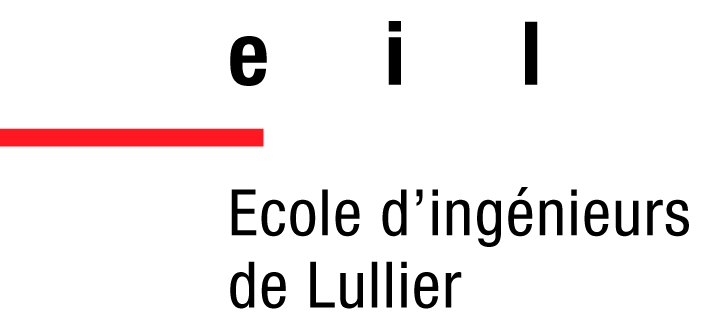 e i l
Ecole d’ingénieurs
de Lullier